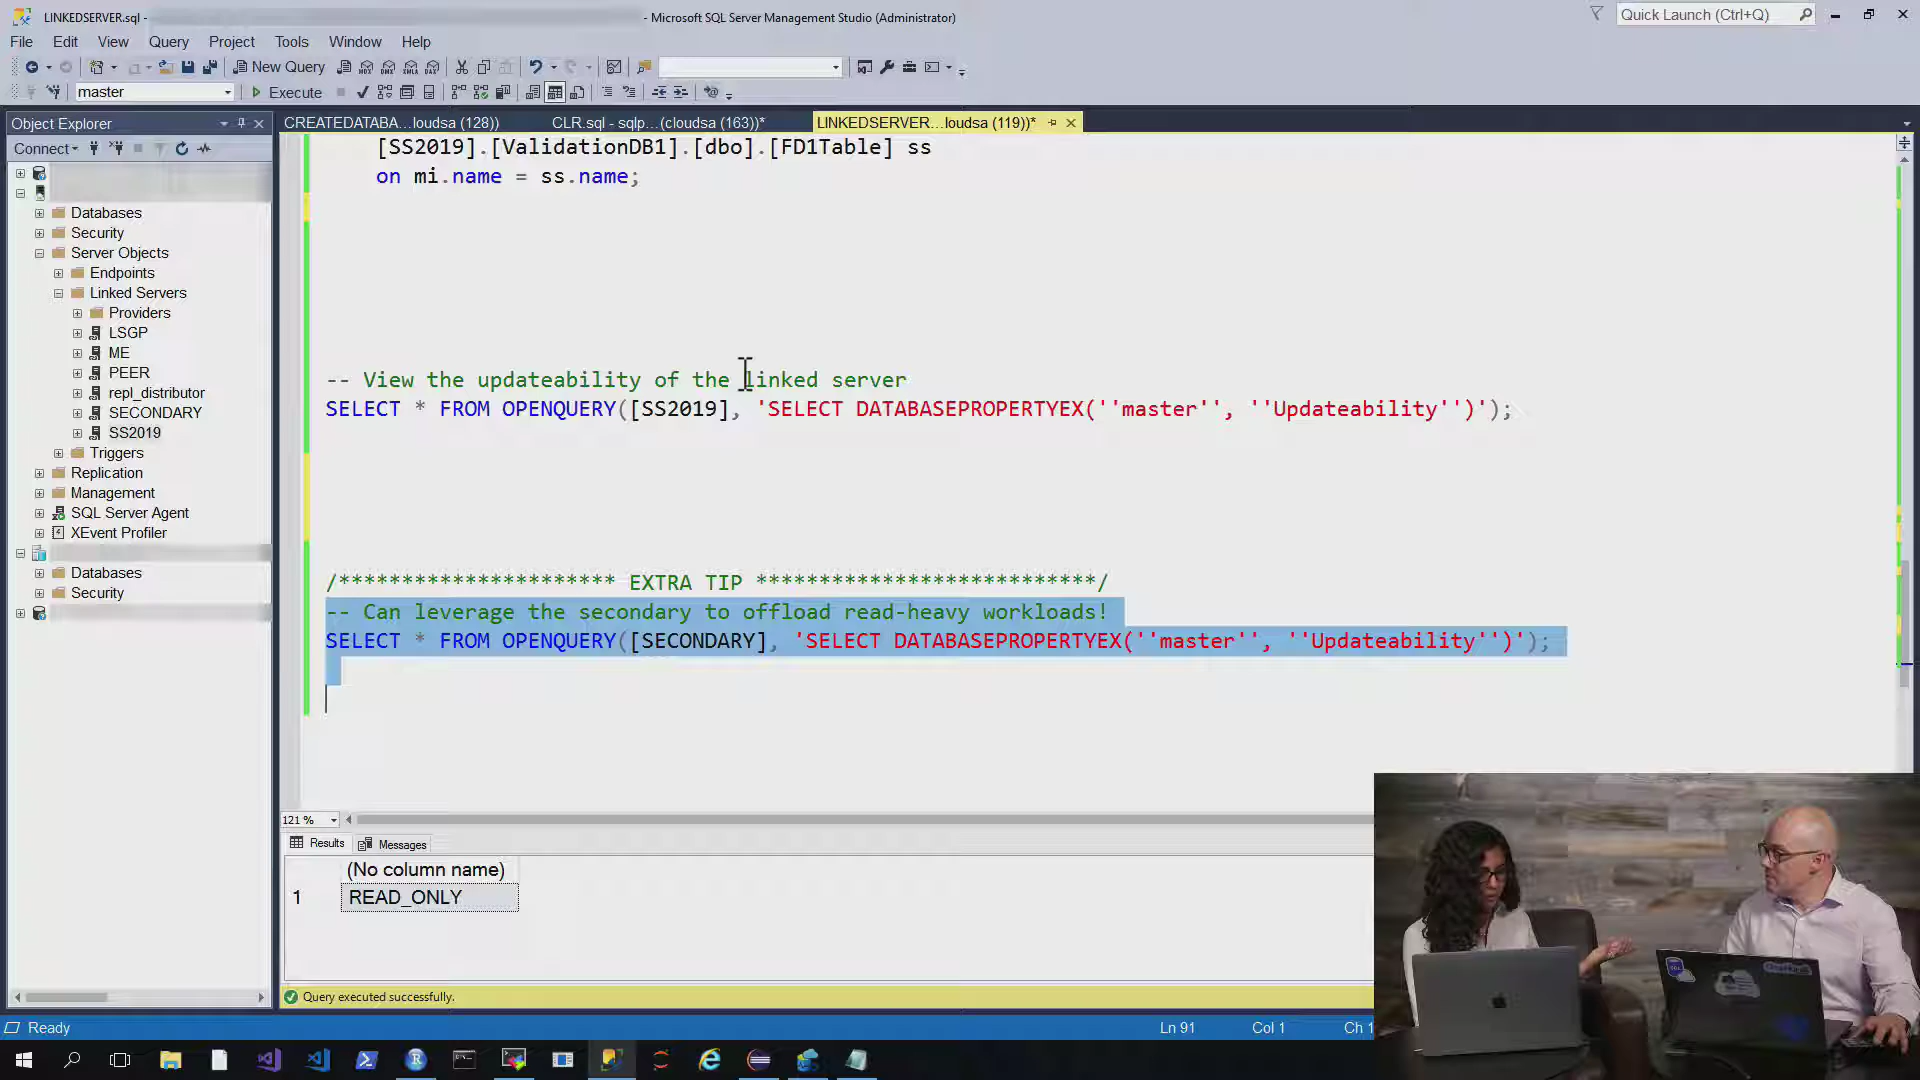 LINKEDSERVER.sql -
- Microsoft SQL Server Management Studio (Administrator)
Quick Launch (Ctrl+Q)
File Edit View Query Project Tools Window Help
New Query
master
Execute
Object Explorer
CREATEDATABA...loudsa (128))
CLR.sql - sqlp...(cloudsa (163))*
LINKEDSERVER...loudsa (119))*
Connect
Databases
Security
Server Objects
Endpoints
Linked Servers
Providers
LSGP
ME
PEER
repl_distributor
SECONDARY
SS2019
Triggers
Replication
Management
SQL Server Agent
XEvent Profiler
Databases
Security
[SS2019].[ValidationDB1].[dbo].[FD1Table] ss
on mi.name = ss.name;
-- View the updateability of the linked server
SELECT * FROM OPENQUERY([SS2019], 'SELECT DATABASEPROPERTYEX(''master'', ''Updateability'')');
/********************** EXTRA TIP ***************************/
-- Can leverage the secondary to offload read-heavy workloads!
SELECT * FROM OPENQUERY([SECONDARY], 'SELECT DATABASEPROPERTYEX(''master'', ''Updateability'')');
121 %
Results
Messages
(No column name)
1 READ_ONLY
Query executed successfully.
Ready
Ln 91
Col 1
Ch 1